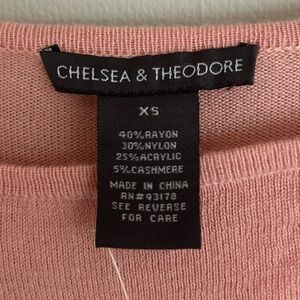 CHELSEA & THEODORE
XS
40%RAYON
30%NYLON
25%ACRYLIC
5%CASHMERE
MADE IN CHINA
RN#93178
SEE REVERSE
FOR CARE